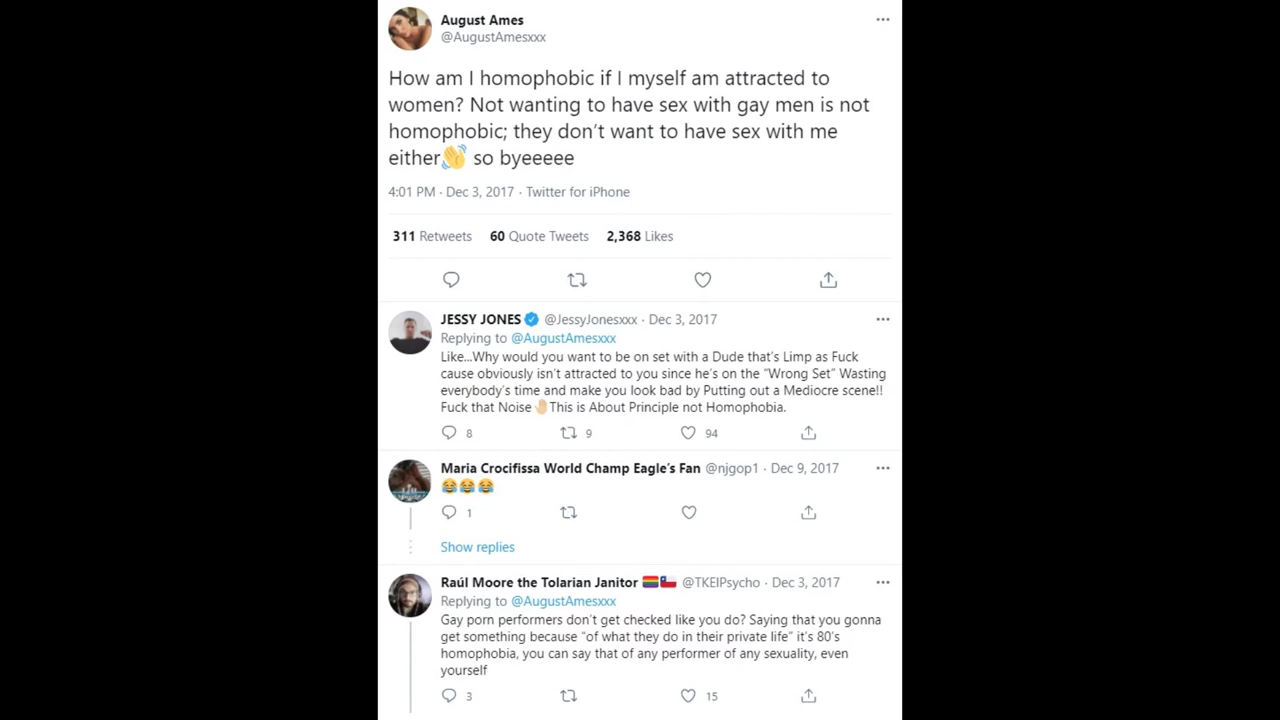 August Ames
@AugustAmesxxx
How am I homophobic if I myself am attracted to
women? Not wanting to have sex with gay men is not
homophobic; they don’t want to have sex with me
either👋 so byeeeee
4:01 PM · Dec 3, 2017 · Twitter for iPhone
311 Retweets 60 Quote Tweets 2,368 Likes
JESSY JONES @JessyJonesxxx · Dec 3, 2017
Replying to @AugustAmesxxx
Like...Why would you want to be on set with a Dude that’s Limp as Fuck
cause obviously isn’t attracted to you since he’s on the “Wrong Set” Wasting
everybody’s time and make you look bad by Putting out a Mediocre scene!!
Fuck that Noise 🤚🏼This is About Principle not Homophobia.
8 9 94
Maria Crocifissa World Champ Eagle’s Fan @njgop1 · Dec 9, 2017
😂😂😂
1
Show replies
Raúl Moore the Tolarian Janitor 🏳️‍🌈🇨🇱 @TKEIPsycho · Dec 3, 2017
Replying to @AugustAmesxxx
Gay porn performers don’t get checked like you do? Saying that you gonna
get something because “of what they do in their private life” it’s 80’s
homophobia, you can say that of any performer of any sexuality, even
yourself
3 15